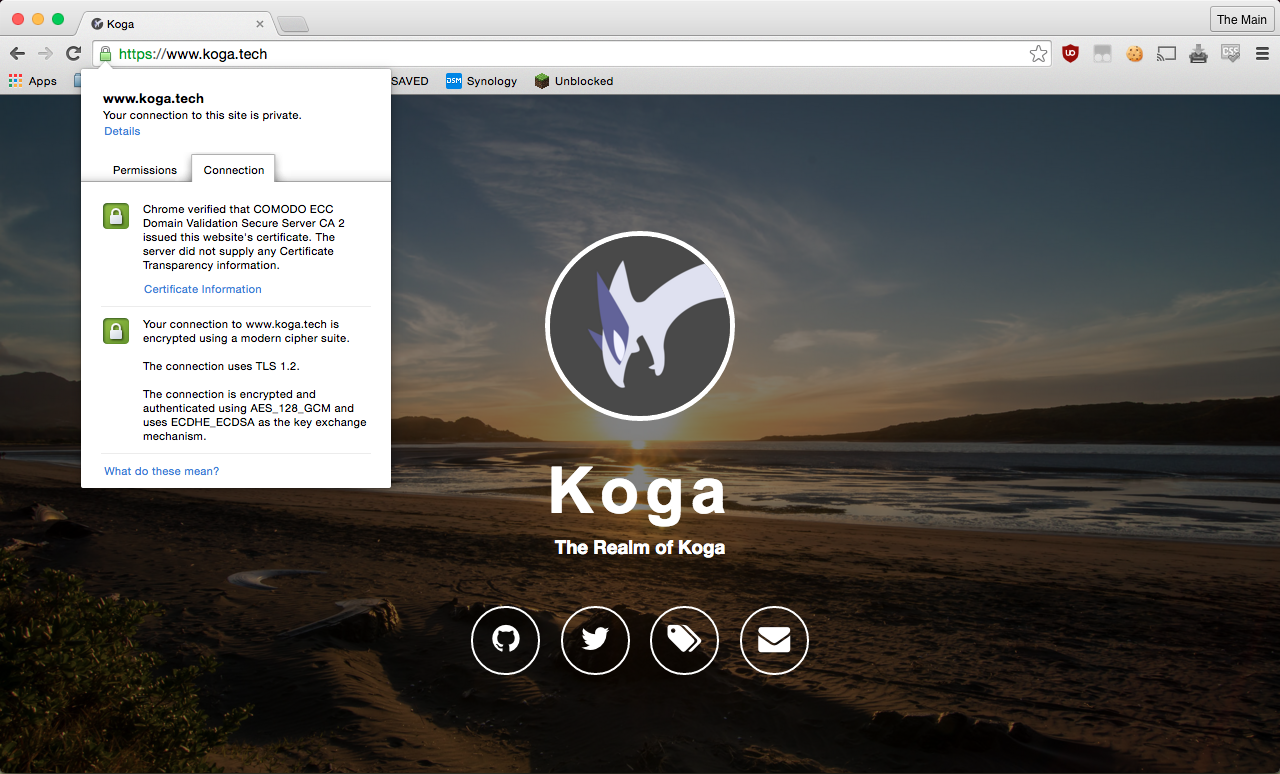 Koga
The Main
https://www.koga.tech
Apps
SAVED
DSM Synology
Unblocked
www.koga.tech
Your connection to this site is private.
Details
Permissions
Connection
Chrome verified that COMODO ECC
Domain Validation Secure Server CA 2
issued this website's certificate. The
server did not supply any Certificate
Transparency information.
Certificate Information
Your connection to www.koga.tech is
encrypted using a modern cipher suite.
The connection uses TLS 1.2.
The connection is encrypted and
authenticated using AES_128_GCM and
uses ECDHE_ECDSA as the key exchange
mechanism.
What do these mean?
Koga
The Realm of Koga